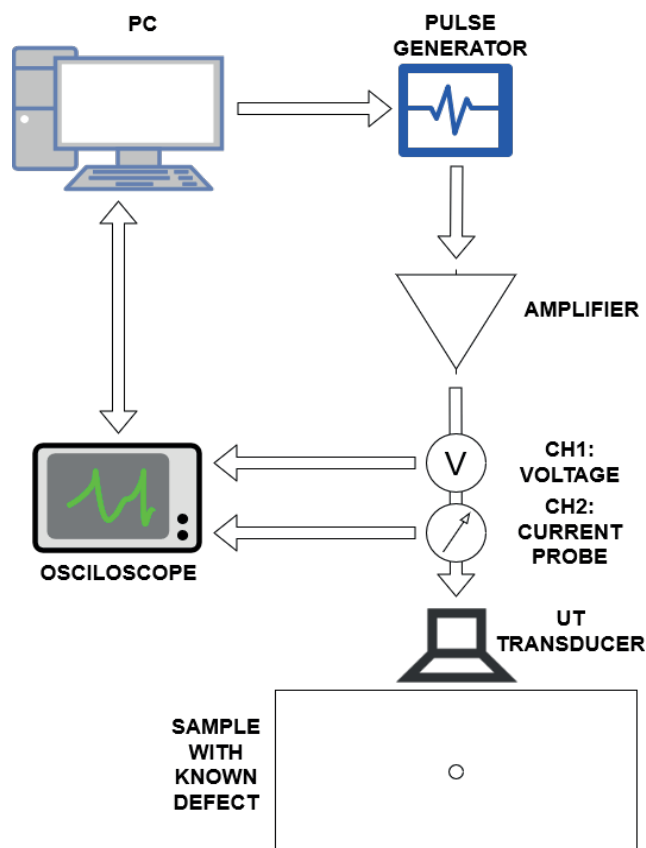 PC
PULSE
GENERATOR
AMPLIFIER
V
CH1:
VOLTAGE
CH2:
CURRENT
PROBE
OSCILOSCOPE
UT
TRANSDUCER
SAMPLE
WITH
KNOWN
DEFECT